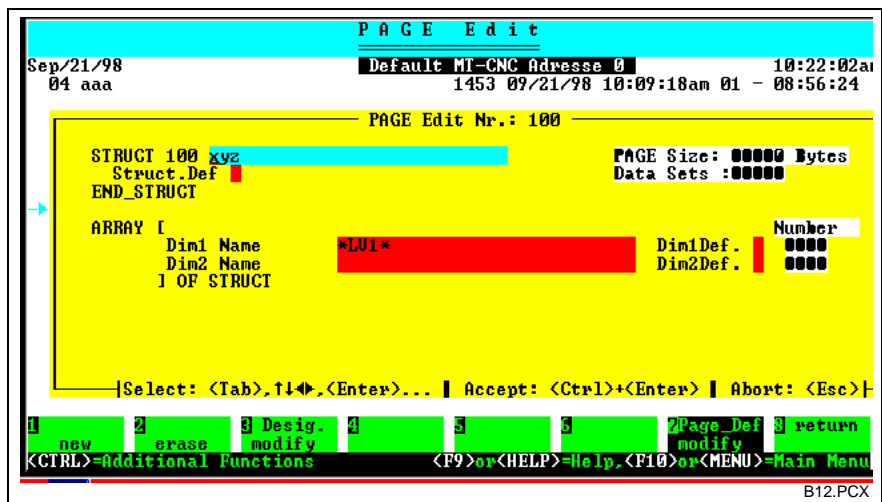 PAGE Edit
Sep/21/98 Default MT-CNC Adresse 0 10:22:02a
04 aaa 1453 09/21/98 10:09:18am 01 - 08:56:24
PAGE Edit Nr.: 100
STRUCT 100 xyz PAGE Size: 00000 Bytes
Struct.Def Data Sets :00000
END_STRUCT
ARRAY [ Number
Dim1 Name *LU1* Dim1Def. 0000
Dim2 Name Dim2Def. 0000
] OF STRUCT
Select: <Tab>,↑↓◄►,<Enter>... Accept: <Ctrl>+<Enter> Abort: <Esc>
1 2 3 Desig. 4 5 6 7Page_Def 8 return
new erase modify modify
<CTRL>=Additional Functions <F9>or<HELP>=Help,<F10>or<MENU>=Main Menu
B12.PCX